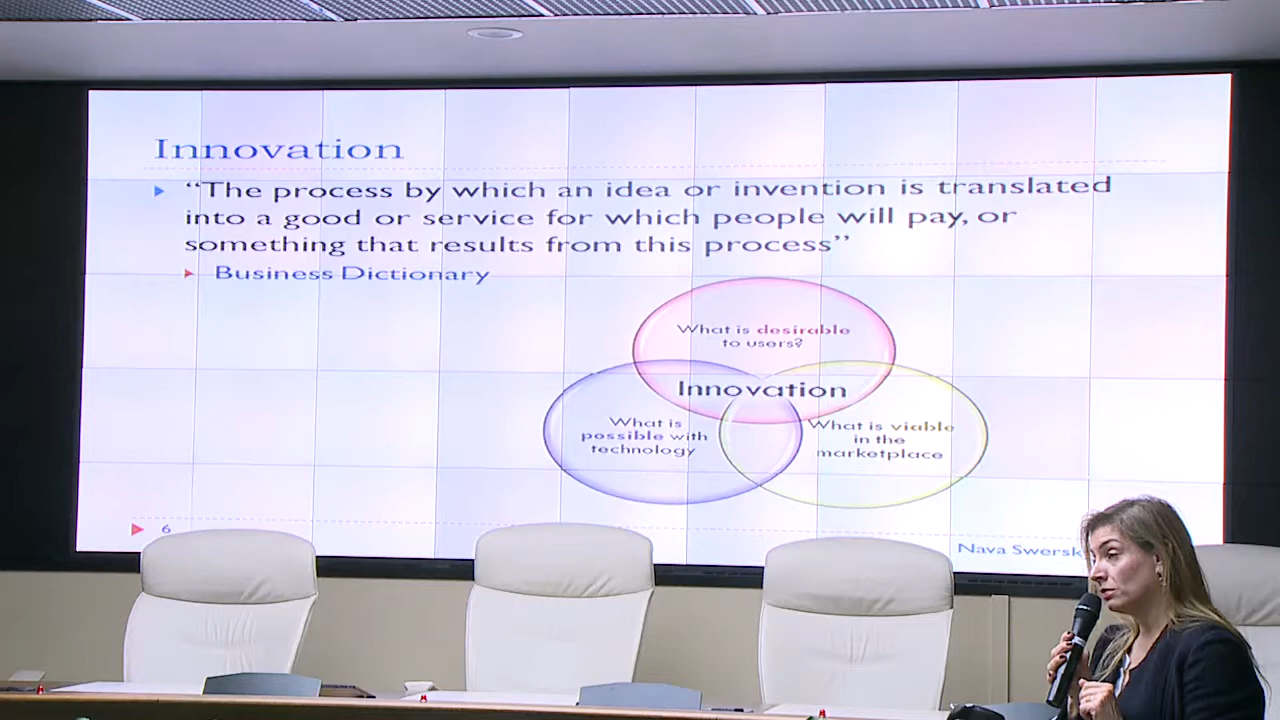 Innovation
“The process by which an idea or invention is translated
into a good or service for which people will pay, or
something that results from this process”
Business Dictionary
What is desirable
to users?
Innovation
What is
possible with
technology
What is viable
in the
marketplace
6
Nava Swersk